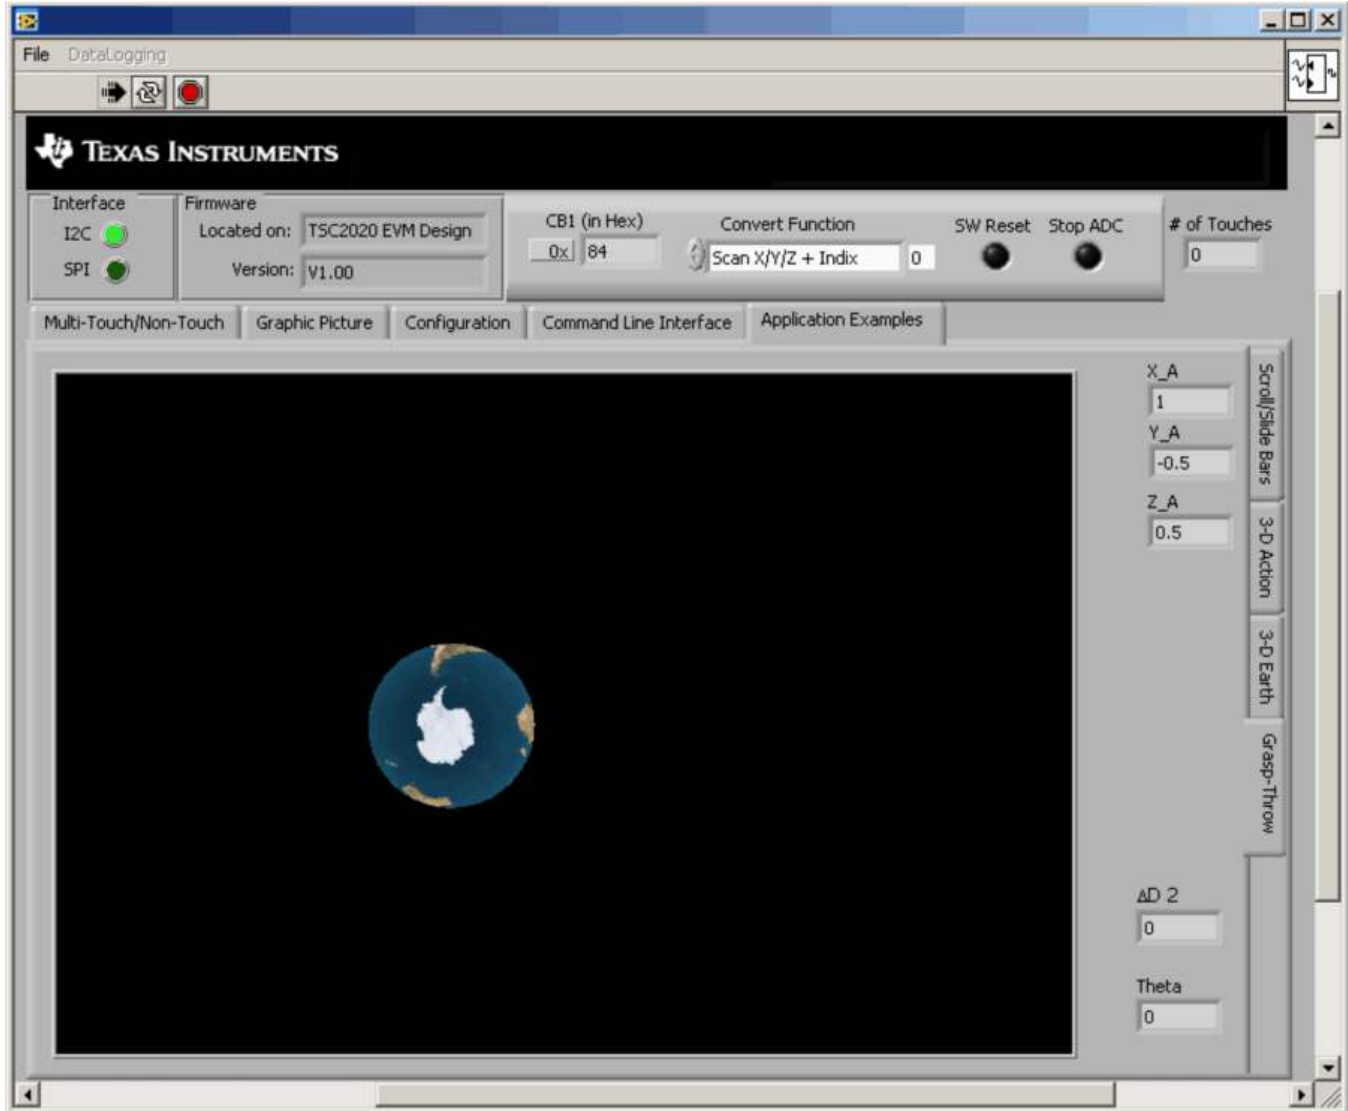 File DataLogging
TEXAS INSTRUMENTS
Interface
I2C
SPI
Firmware
Located on: TSC2020 EVM Design
Version: V1.00
CB1 (in Hex)
0x 84
Convert Function
Scan X/Y/Z + Indix 0
SW Reset Stop ADC
# of Touches
0
Multi-Touch/Non-Touch Graphic Picture Configuration Command Line Interface Application Examples
X_A
1
Y_A
-0.5
Z_A
0.5
Scroll/Slide Bars
3-D Action
3-D Earth
Grasp-Throw
ΔD 2
0
Theta
0